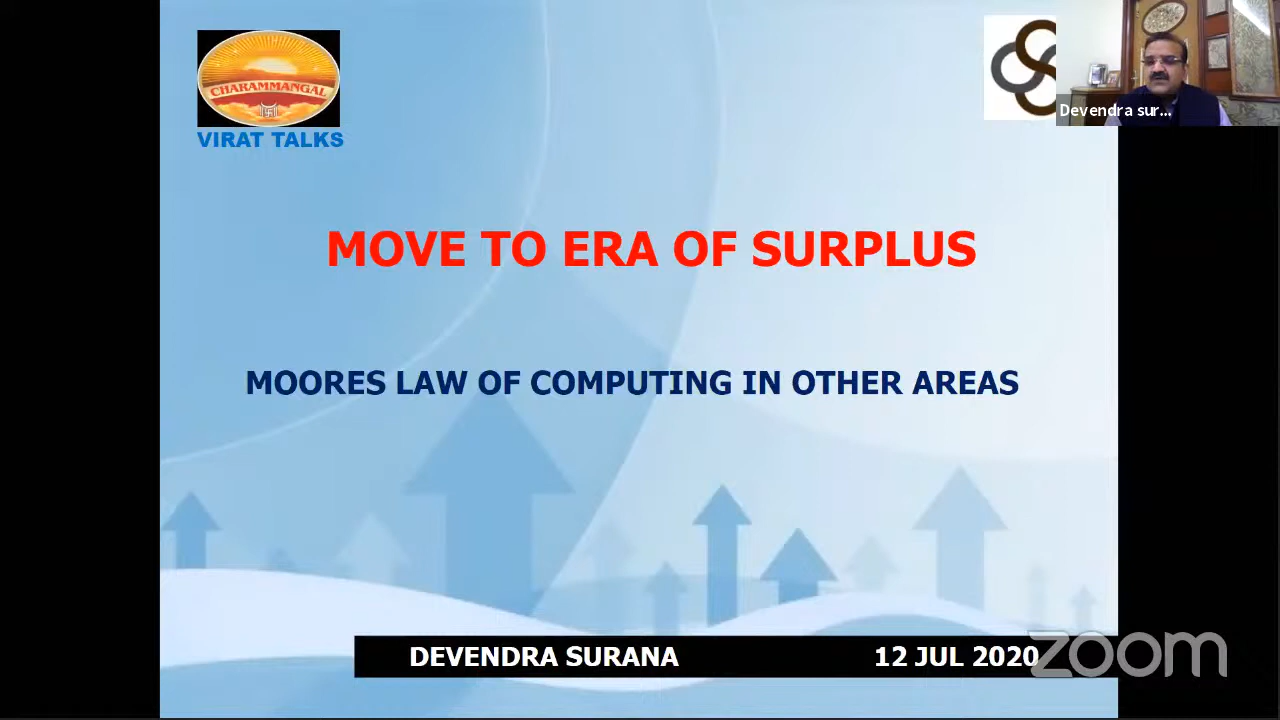 CHARAMMANGAL
VIRAT TALKS
Devendra sur...
MOVE TO ERA OF SURPLUS
MOORES LAW OF COMPUTING IN OTHER AREAS
DEVENDRA SURANA 12 JUL 2020
zoom